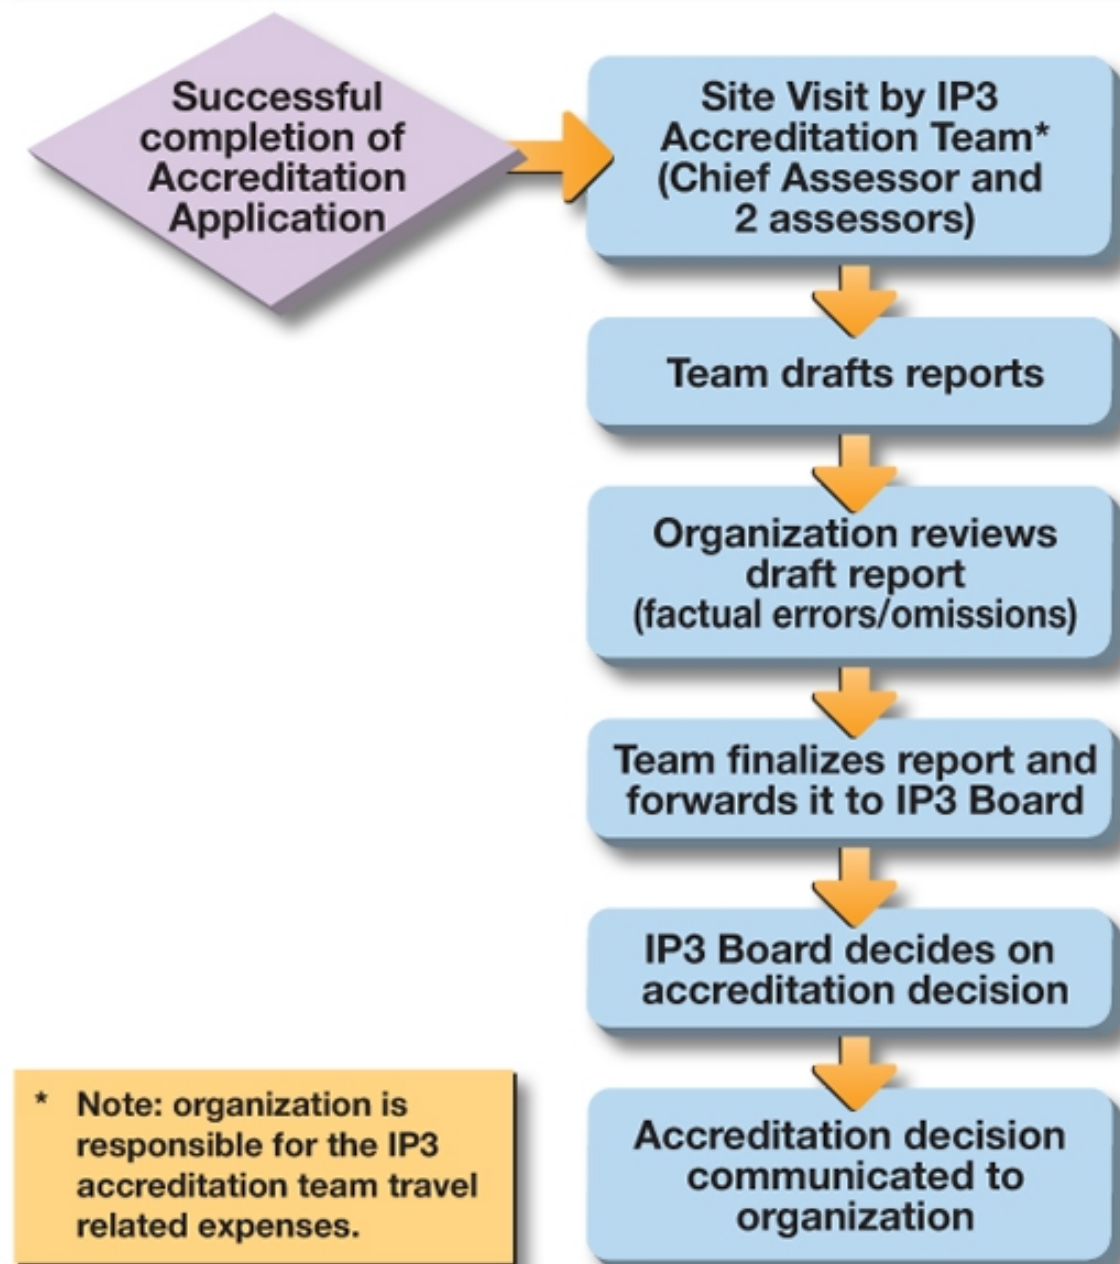 Successful
completion of
Accreditation
Application
Site Visit by IP3
Accreditation Team*
(Chief Assessor and
2 assessors)
Team drafts reports
Organization reviews
draft report
(factual errors/omissions)
Team finalizes report and
forwards it to IP3 Board
IP3 Board decides on
accreditation decision
Accreditation decision
communicated to
organization
* Note: organization is
responsible for the IP3
accreditation team travel
related expenses.